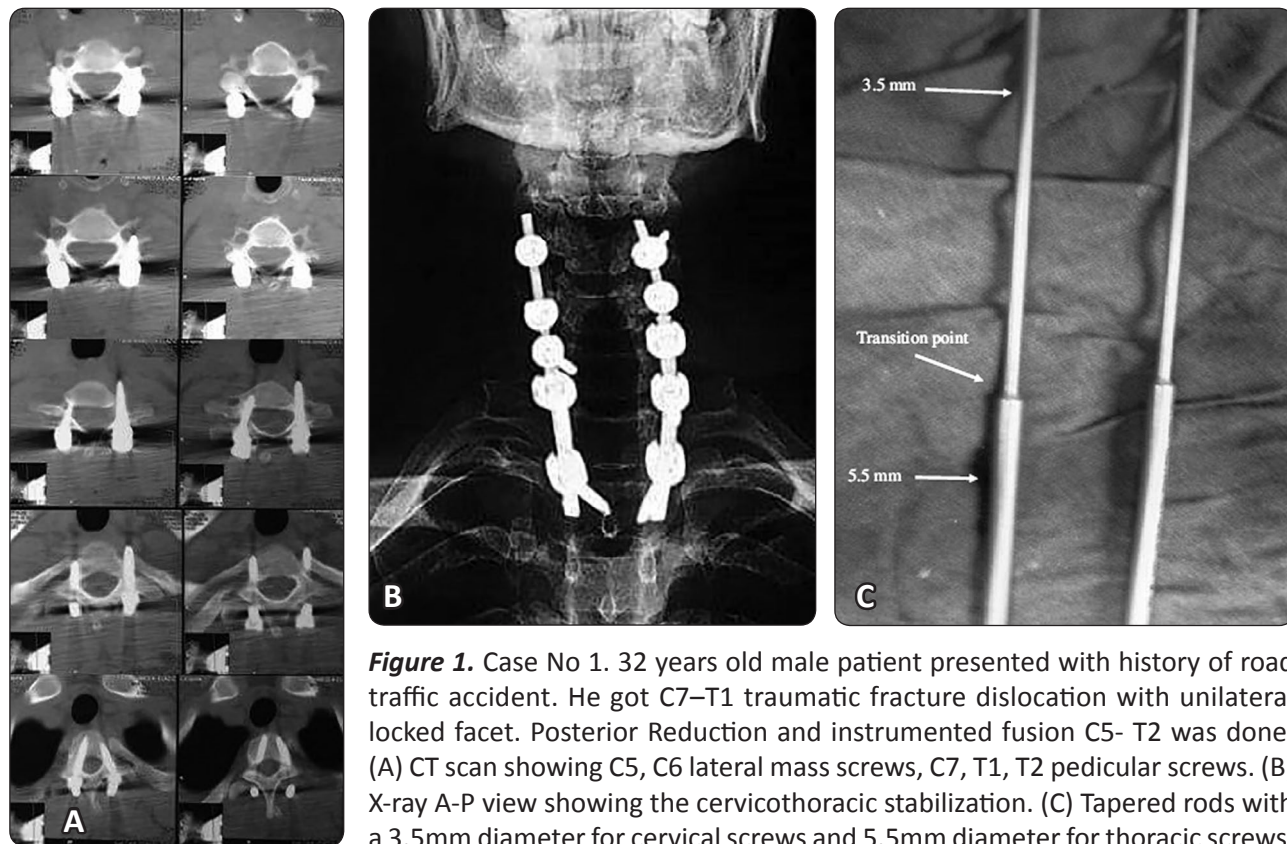 A
B
3.5 mm
Transition point
5.5 mm
C
Figure 1. Case No 1. 32 years old male patient presented with history of road
traffic accident. He got C7–T1 traumatic fracture dislocation with unilateral
locked facet. Posterior Reduction and instrumented fusion C5- T2 was done.
(A) CT scan showing C5, C6 lateral mass screws, C7, T1, T2 pedicular screws. (B)
X-ray A-P view showing the cervicothoracic stabilization. (C) Tapered rods with
a 3.5mm diameter for cervical screws and 5.5mm diameter for thoracic screws.